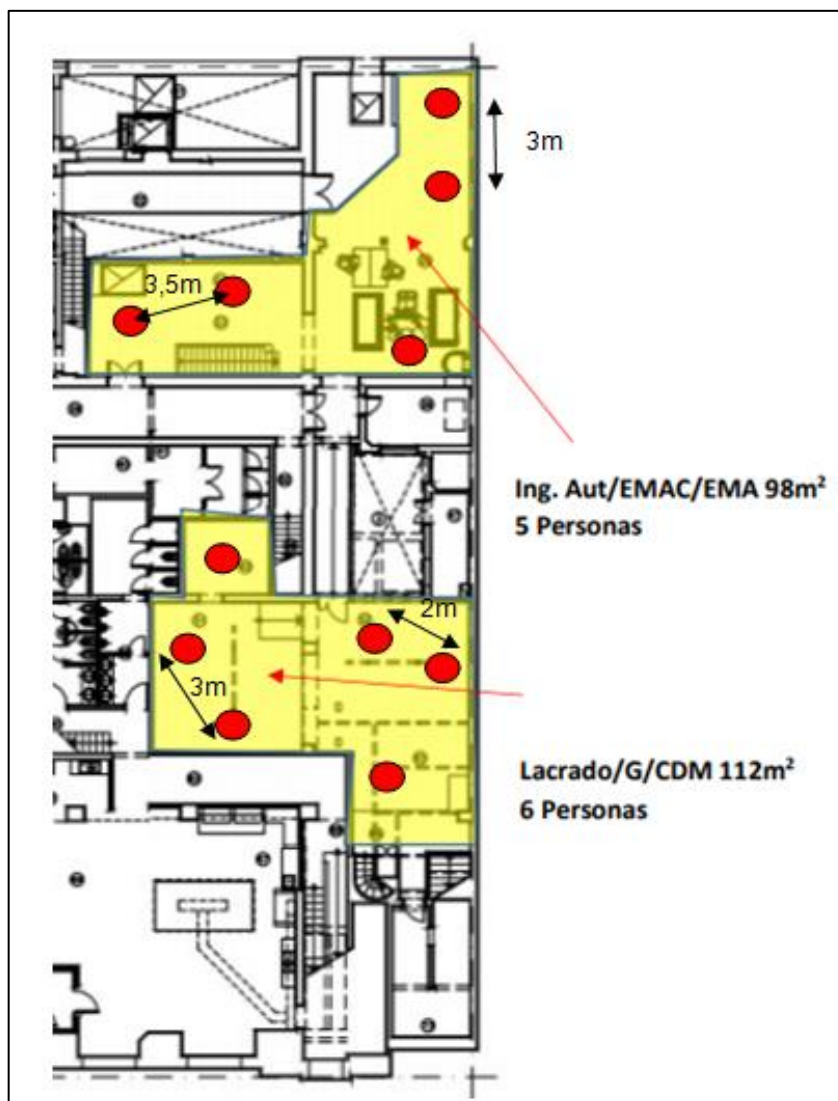 3m
3,5m
Ing. Aut/EMAC/EMA 98m²
5 Personas
2m
3m
Lacrado/G/CDM 112m²
6 Personas